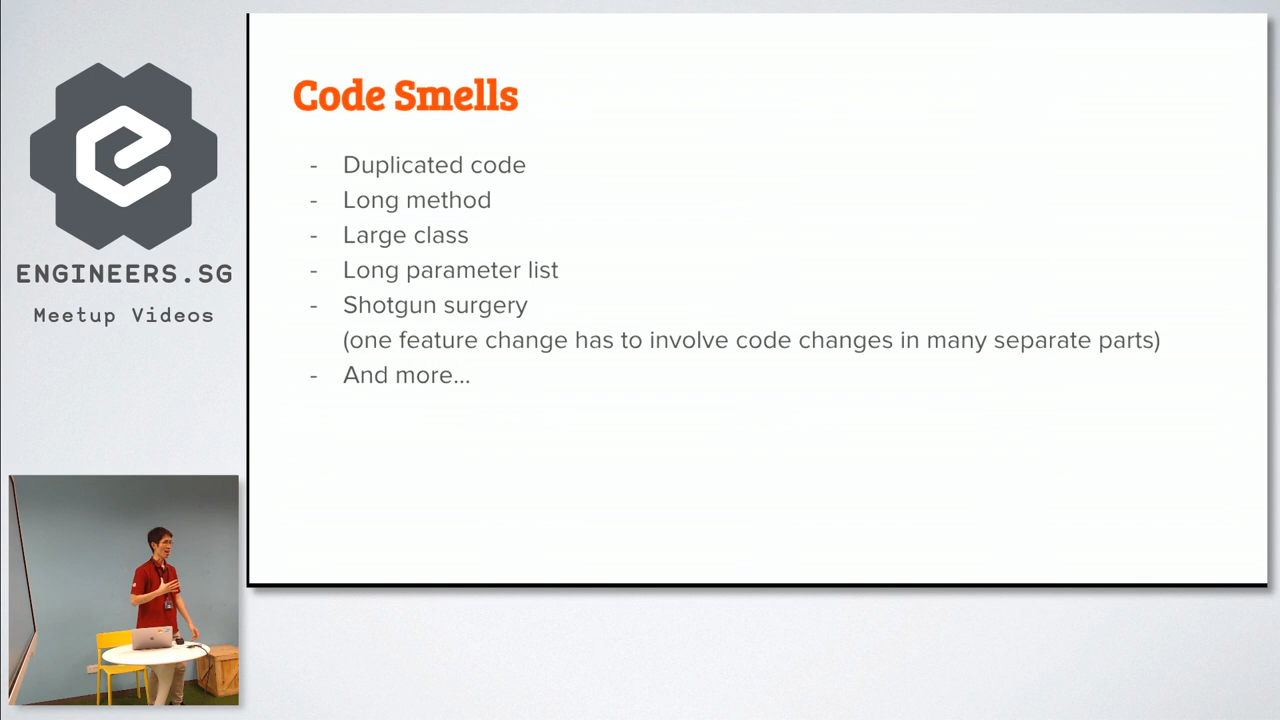 ENGINEERS.SG
Meetup Videos
Code Smells
- Duplicated code
- Long method
- Large class
- Long parameter list
- Shotgun surgery
(one feature change has to involve code changes in many separate parts)
- And more...